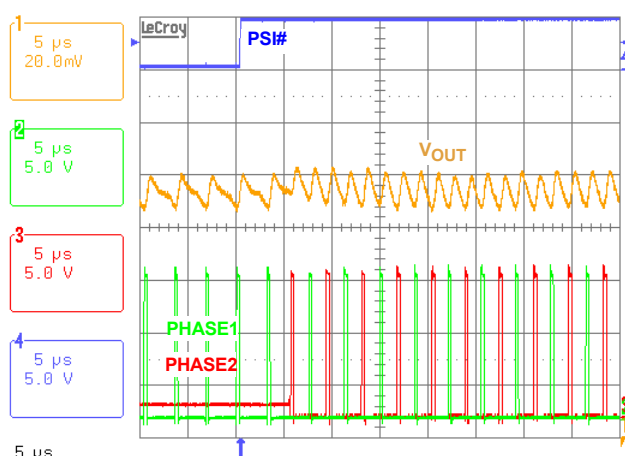 1
5 µs
20.0mV
2
5 µs
5.0 V
3
5 µs
5.0 V
4
5 µs
5.0 V
5 µs
LeCroy
PSI#
VOUT
PHASE1
PHASE2